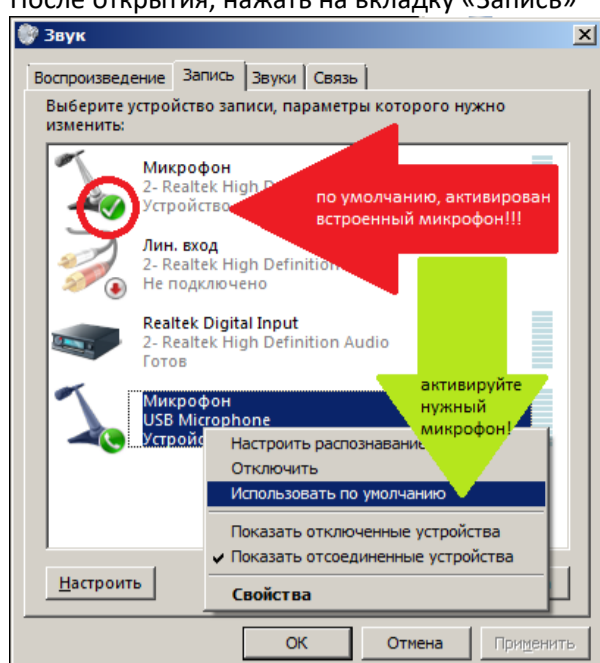 После открытия, нажать на вкладку «Запись»
Звук
Воспроизведение Запись Звуки Связь
Выберите устройство записи, параметры которого нужно
изменить:
Микрофон
2- Realtek High
Устройство
по умолчанию, активирован
встроенный микрофон!!!
Лин. вход
2- Realtek High Definition
Не подключено
Realtek Digital Input
2- Realtek High Definition Audio
Готов
активируйте
нужный
микрофон!
Микрофон
USB Microphone
Настроить распознавание
Отключить
Использовать по умолчанию
Показать отключенные устройства
Показать отсоединенные устройства
Свойства
Настроить
ОК Отмена Применить